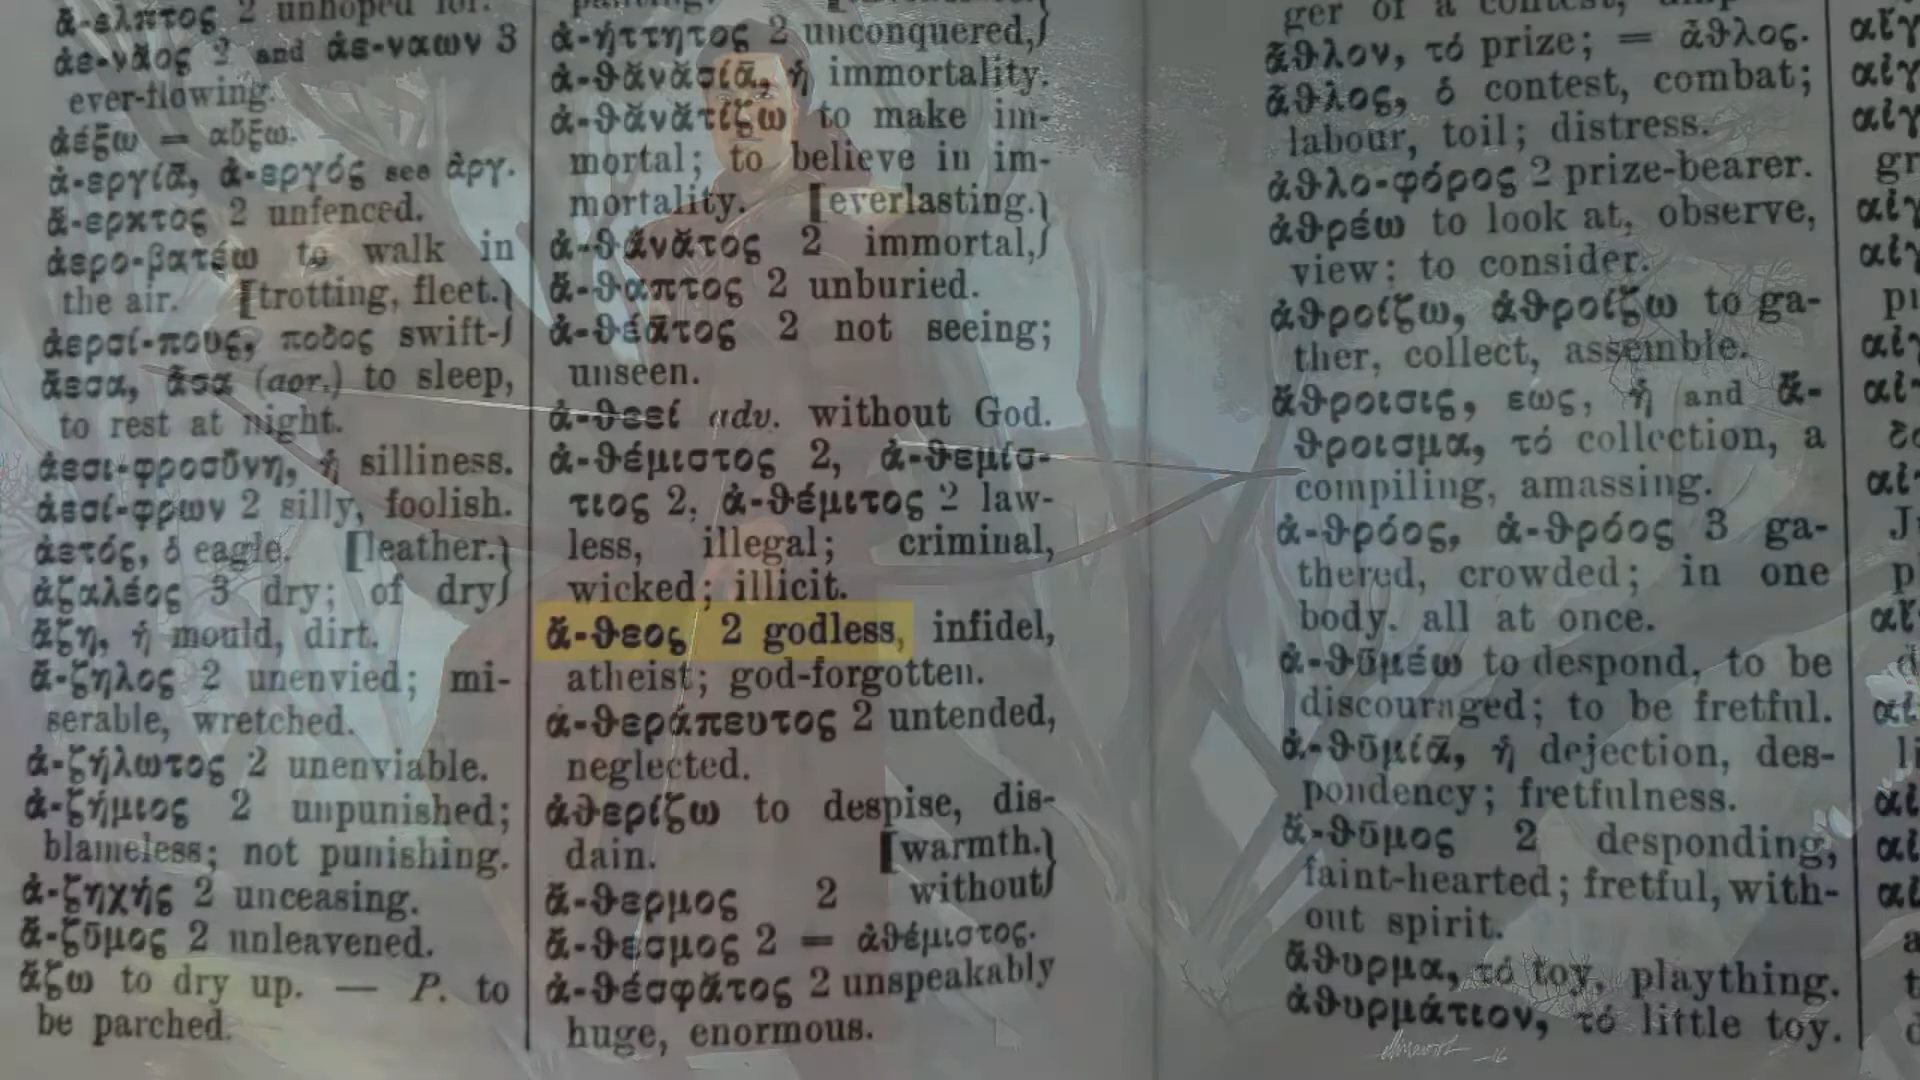 ἄ-ελπτος 2 unhoped for.
ἀέ-νᾱος 2 and ἀε-νάων 3
ever-flowing.
ἀέξω = αὔξω.
ἀ-εργίᾱ, ἀ-εργός see ἀργ.
ἄ-ερκτος 2 unfenced.
ἀερο-βατέω to walk in
the air. [trotting, fleet.)
ἀερσί-πους, ποδος swift-)
ἄεσα, ἆσα (aor.) to sleep,
to rest at night.
ἀεσι-φροσύνη, ἡ silliness.
ἀεσί-φρων 2 silly, foolish.
ἀετός, ὁ eagle. [leather.)
ἀζαλέος 3 dry; of dry)
ἄζη, ἡ mould, dirt.
ἄ-ζηλος 2 unenvied; mi-
serable, wretched.
ἀ-ζήλωτος 2 unenviable.
ἀ-ζήμιος 2 unpunished;
blameless; not punishing.
ἀ-ζηχής 2 unceasing.
ἄ-ζῡμος 2 unleavened.
ἄζω to dry up. — P. to
be parched.
ἀ-ήττητος 2 unconquered,)
ἀ-θᾰνᾰσίᾱ, ἡ immortality.
ἀ-θᾰνᾰτίζω to make im-
mortal; to believe in im-
mortality. [everlasting.)
ἀ-θάνᾰτος 2 immortal,)
ἄ-θαπτος 2 unburied.
ἀ-θέᾱτος 2 not seeing;
unseen.
ἀ-θεεί adv. without God.
ἀ-θέμιστος 2, ἀ-θεμίσ-
τιος 2, ἀ-θέμιτος 2 law-
less, illegal; criminal,
wicked; illicit.
ἄ-θεος 2 godless, infidel,
atheist; god-forgotten.
ἀ-θεράπευτος 2 untended,
neglected.
ἀθερίζω to despise, dis-
dain. [warmth.)
ἄ-θερμος 2 without)
ἄ-θεσμος 2 = ἀθέμιστος.
ἀ-θέσφᾰτος 2 unspeakably
huge, enormous.
ger of a contest,
ἆθλον, τό prize; = ἆθλος.
ἆθλος, ὁ contest, combat;
labour, toil; distress.
ἀθλο-φόρος 2 prize-bearer.
ἀθρέω to look at, observe,
view; to consider.
ἀθροίζω, ἁθροίζω to ga-
ther, collect, assemble.
ἄθροισις, εως, ἡ and ἄ-
θροισμα, τό collection, a
compiling, amassing.
ἀ-θρόος, ἁ-θρόος 3 ga-
thered, crowded; in one
body. all at once.
ἀ-θῡμέω to despond, to be
discouraged; to be fretful.
ἀ-θῡμίᾱ, ἡ dejection, des-
pondency; fretfulness.
ἄ-θῡμος 2 desponding,
faint-hearted; fretful, with-
out spirit.
ἄθυρμα, τό toy, plaything.
ἀθυρμάτιον, τό little toy.